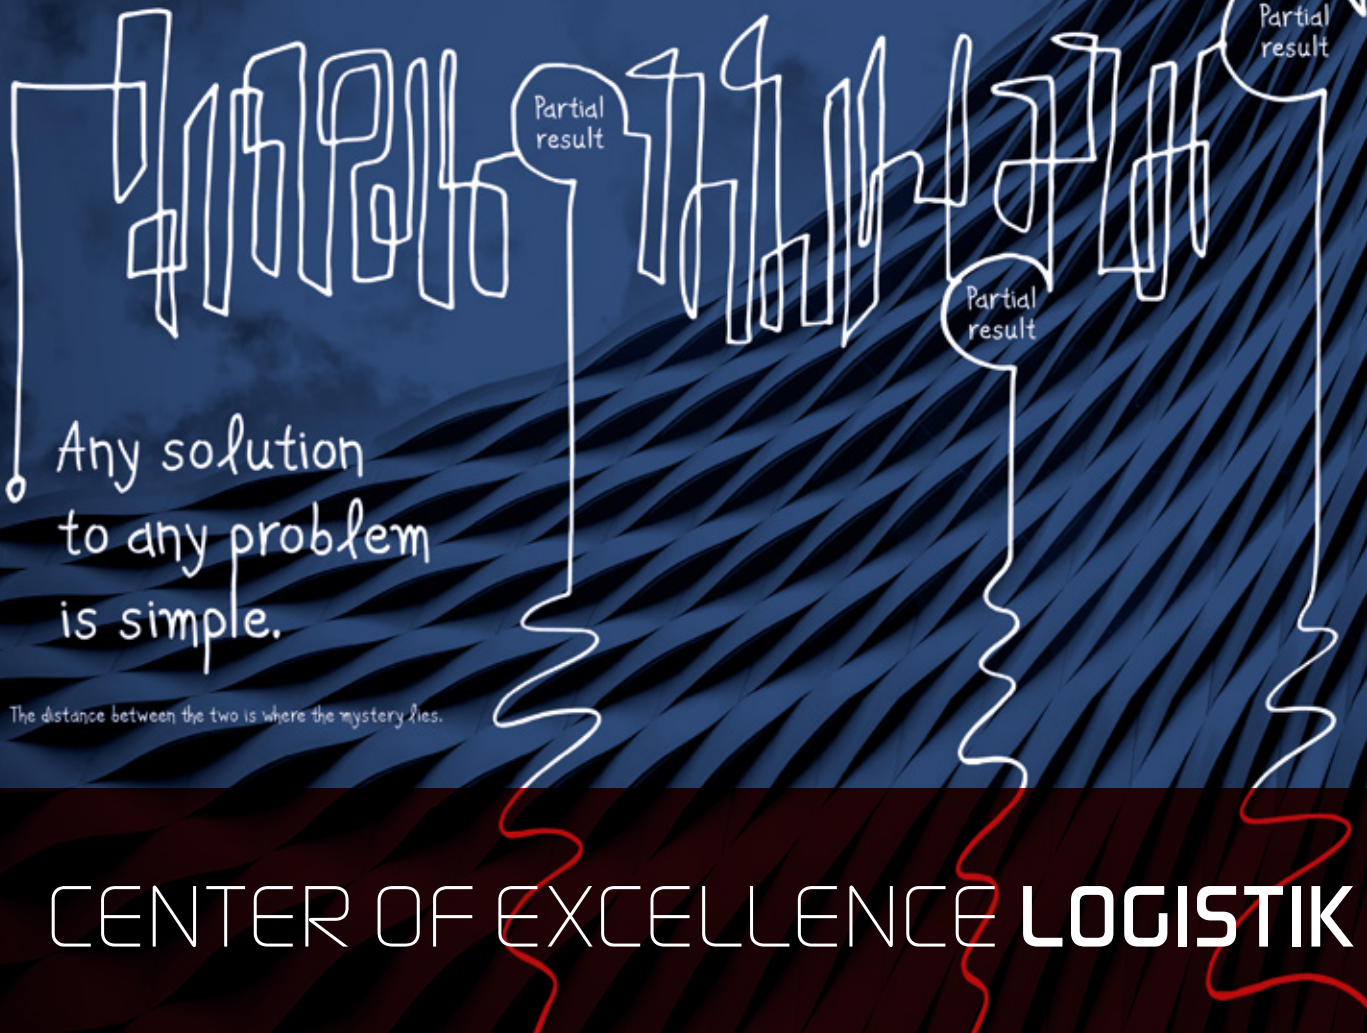 Partial
result
Partial
result
Partial
result
Any solution
to any problem
is simple.
The distance between the two is where the mystery lies.
CENTER OF EXCELLENCE LOGISTIK